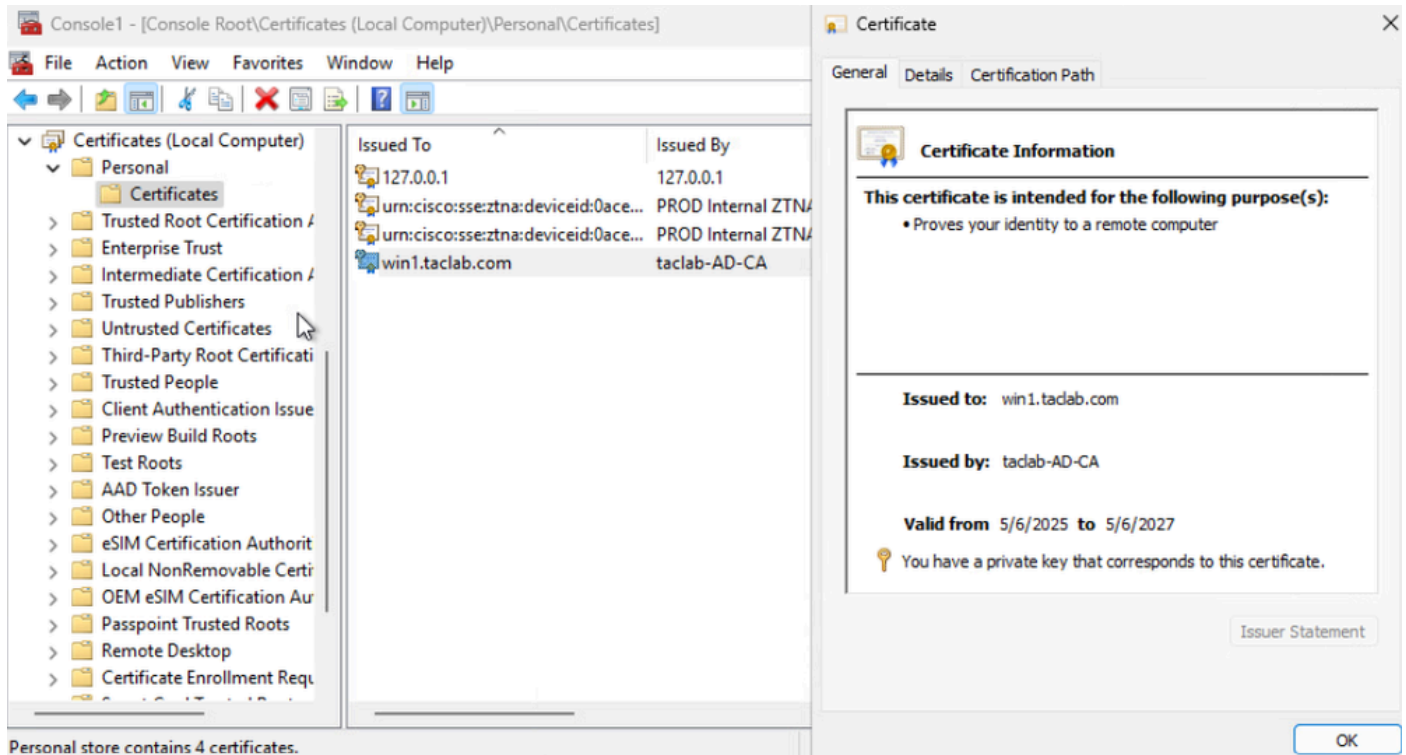 Console1 - [Console Root\Certificates (Local Computer)\Personal\Certificates]
File Action View Favorites Window Help
Certificates (Local Computer)
Personal
Certificates
Trusted Root Certification A
Enterprise Trust
Intermediate Certification A
Trusted Publishers
Untrusted Certificates
Third-Party Root Certificati
Trusted People
Client Authentication Issue
Preview Build Roots
Test Roots
AAD Token Issuer
Other People
eSIM Certification Authorit
Local NonRemovable Certi
OEM eSIM Certification Au
Passpoint Trusted Roots
Remote Desktop
Certificate Enrollment Requ
Issued To Issued By
127.0.0.1 127.0.0.1
urn:cisco:sse:ztna:deviceid:0ace... PROD Internal ZTNA
urn:cisco:sse:ztna:deviceid:0ace... PROD Internal ZTNA
win1.taclab.com taclab-AD-CA
Personal store contains 4 certificates.
Certificate
General Details Certification Path
Certificate Information
This certificate is intended for the following purpose(s):
• Proves your identity to a remote computer
Issued to: win1.taclab.com
Issued by: taclab-AD-CA
Valid from 5/6/2025 to 5/6/2027
You have a private key that corresponds to this certificate.
Issuer Statement
OK